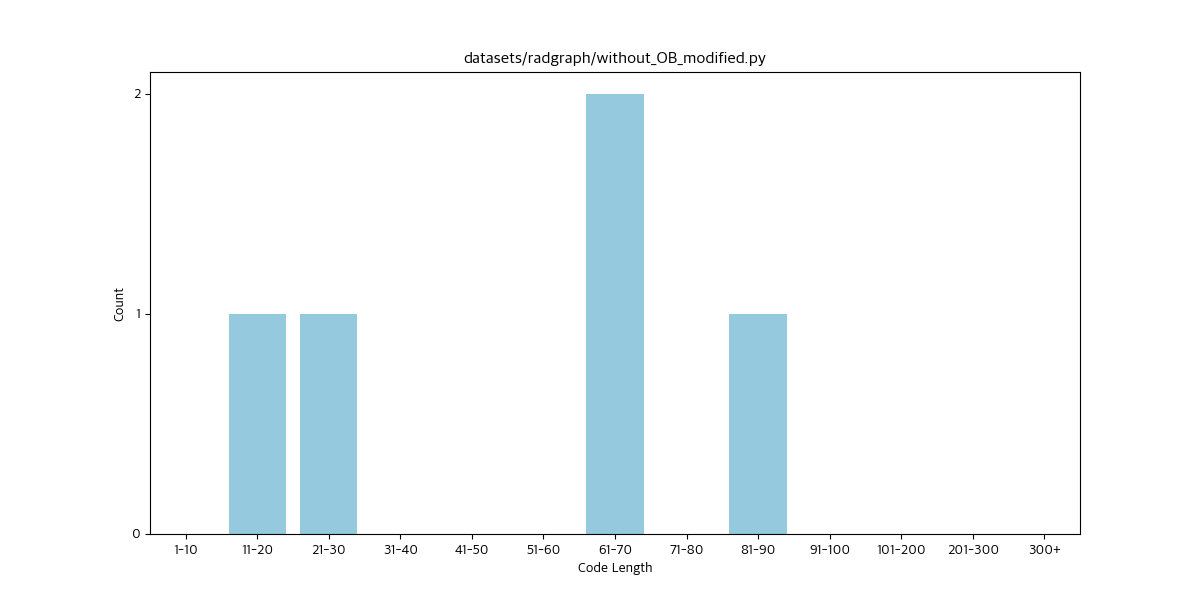 datasets/radgraph/without_OB_modified.py
2
1
0
Count
1-10 11-20 21-30 31-40 41-50 51-60 61-70 71-80 81-90 91-100 101-200 201-300 300+
Code Length